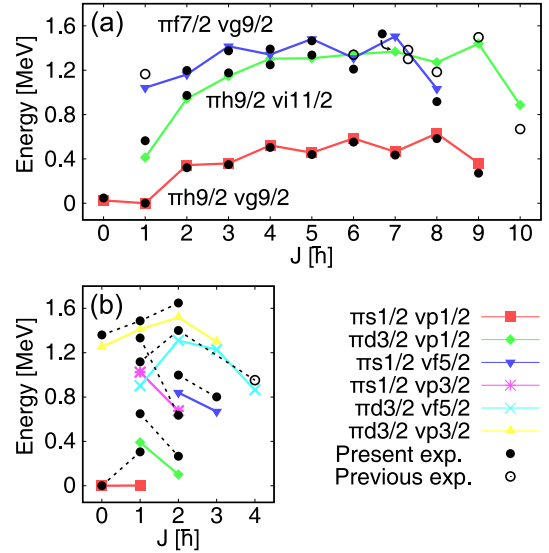 (a)
πf7/2 νg9/2
πh9/2 νi11/2
πh9/2 νg9/2
Energy [MeV]
1.6
1.2
0.8
0.4
0
0 1 2 3 4 5 6 7 8 9 10
J [ħ]
(b)
Energy [MeV]
1.6
1.2
0.8
0.4
0
0 1 2 3 4
J [ħ]
πs1/2 νp1/2
πd3/2 νp1/2
πs1/2 νf5/2
πs1/2 νp3/2
πd3/2 νf5/2
πd3/2 νp3/2
Present exp.
Previous exp.